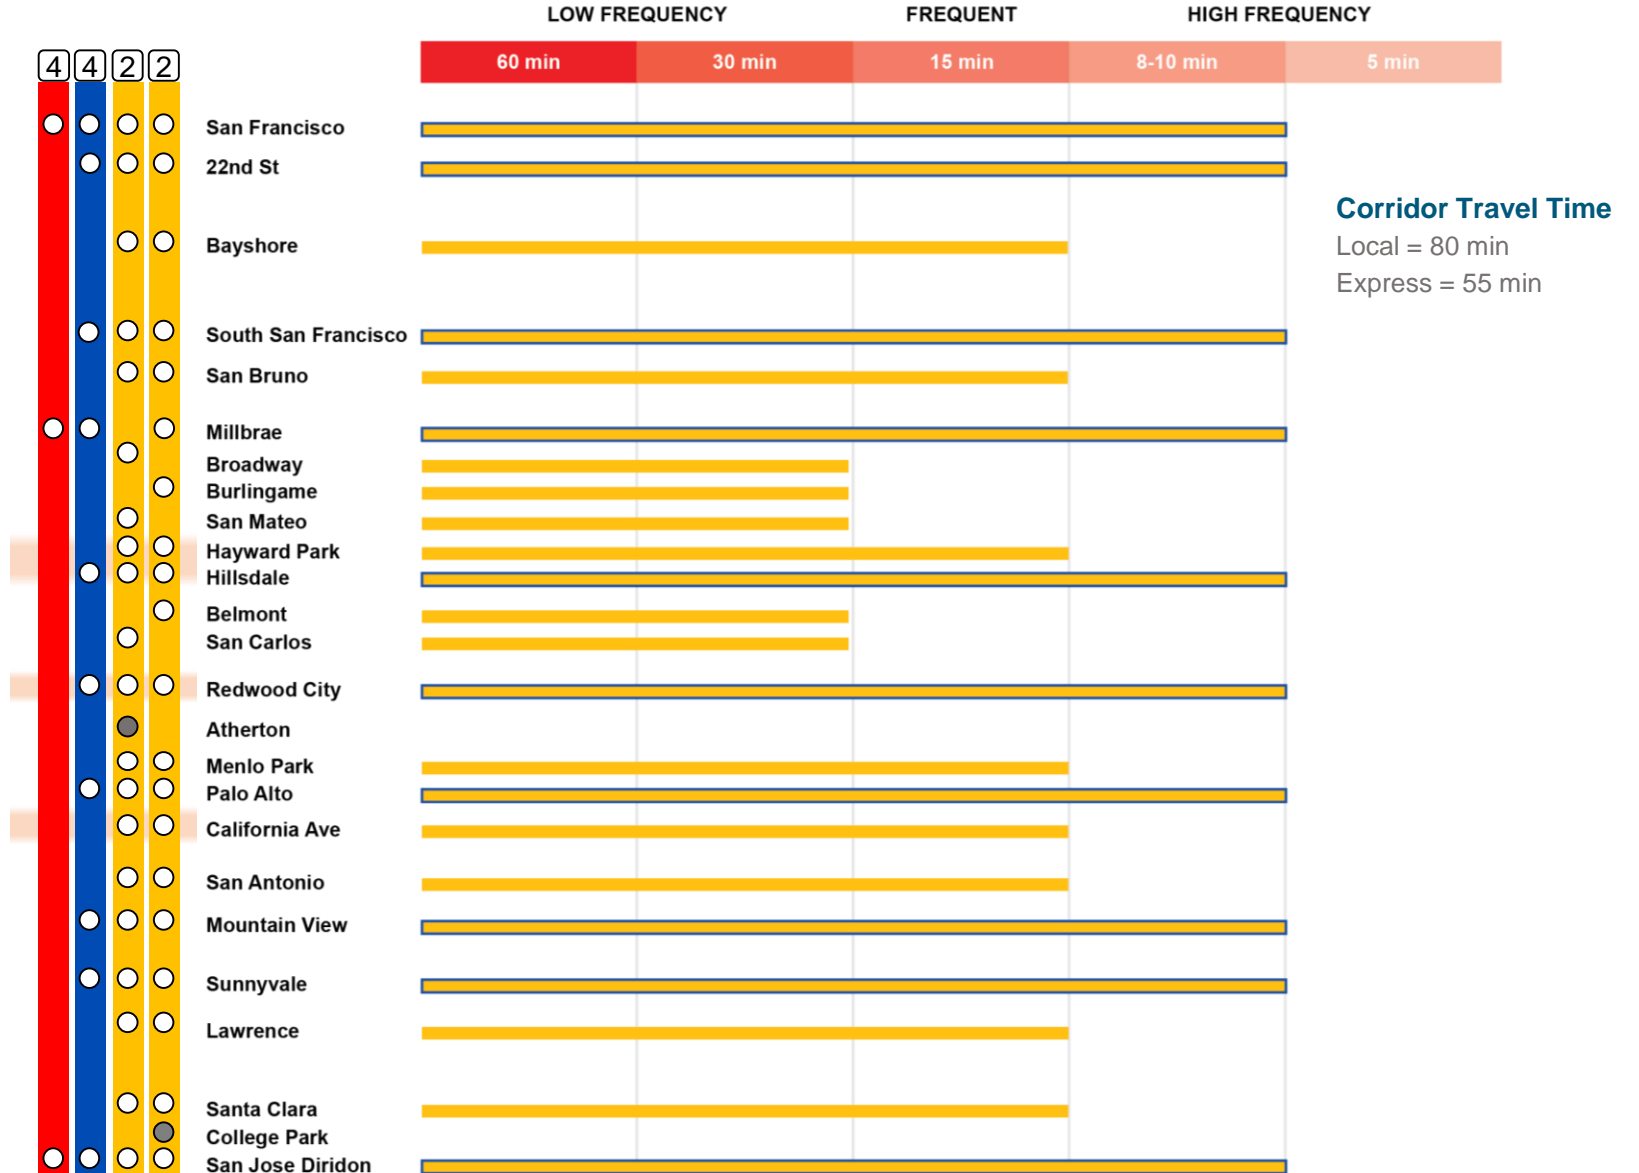 LOW FREQUENCY FREQUENT HIGH FREQUENCY
60 min 30 min 15 min 8-10 min 5 min
4 4 2 2
San Francisco
22nd St
Corridor Travel Time
Local = 80 min
Express = 55 min
Bayshore
South San Francisco
San Bruno
Millbrae
Broadway
Burlingame
San Mateo
Hayward Park
Hillsdale
Belmont
San Carlos
Redwood City
Atherton
Menlo Park
Palo Alto
California Ave
San Antonio
Mountain View
Sunnyvale
Lawrence
Santa Clara
College Park
San Jose Diridon